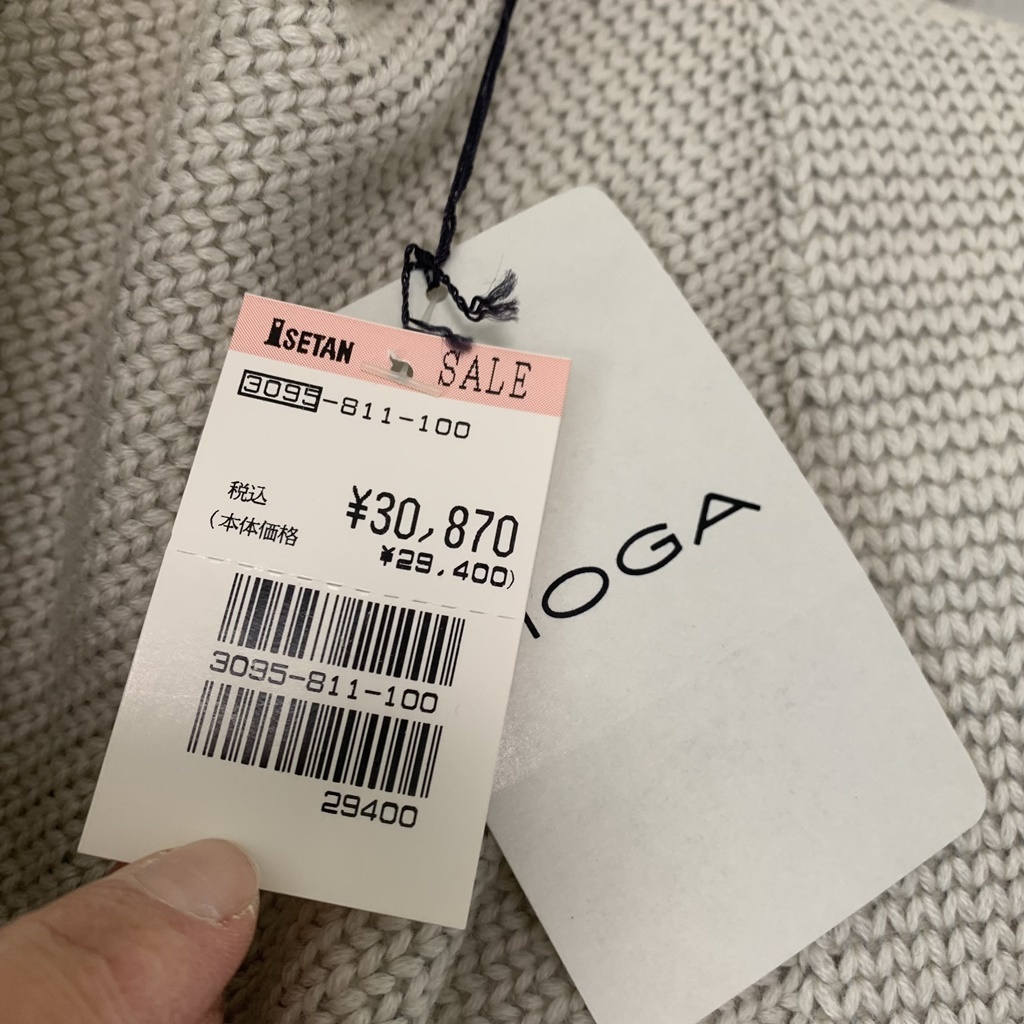 ISETAN SALE
3095-811-100
税込 ¥30,870
(本体価格 ¥29,400)
3095-811-100
29400
OGA